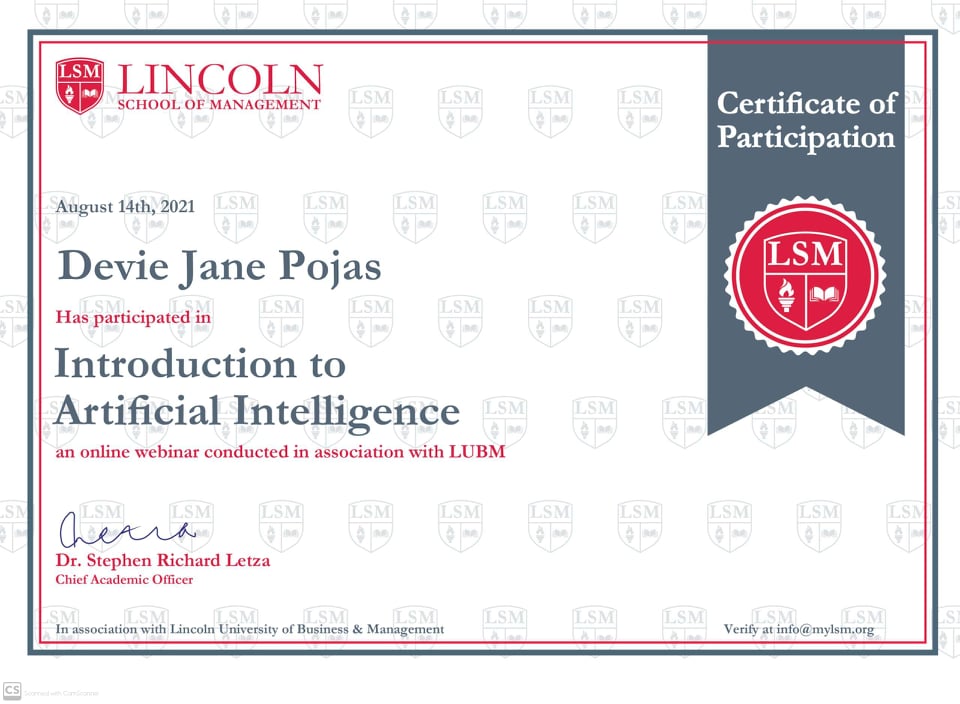 LSM
LINCOLN
SCHOOL OF MANAGEMENT
Certificate of
Participation
August 14th, 2021
LSM
Devie Jane Pojas
Has participated in
Introduction to
Artificial Intelligence
an online webinar conducted in association with LUBM
Dr. Stephen Richard Letza
Chief Academic Officer
In association with Lincoln University of Business & Management
Verify at info@mylsm.org
CS
Scanned with CamScanner